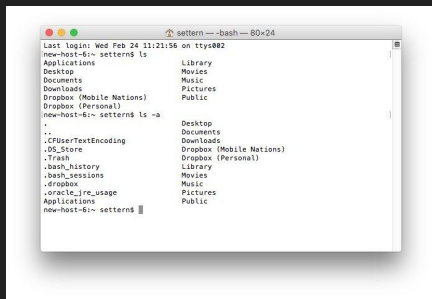 settern — -bash — 80×24
Last login: Wed Feb 24 11:21:56 on ttys002
[new-host-6:~ settern$ ls ]
Applications Library
Desktop Movies
Documents Music
Downloads Pictures
Dropbox (Mobile Nations) Public
Dropbox (Personal)
[new-host-6:~ settern$ ls -a ]
. Desktop
.. Documents
.CFUserTextEncoding Downloads
.DS_Store Dropbox (Mobile Nations)
.Trash Dropbox (Personal)
.bash_history Library
.bash_sessions Movies
.dropbox Music
.oracle_jre_usage Pictures
Applications Public
new-host-6:~ settern$